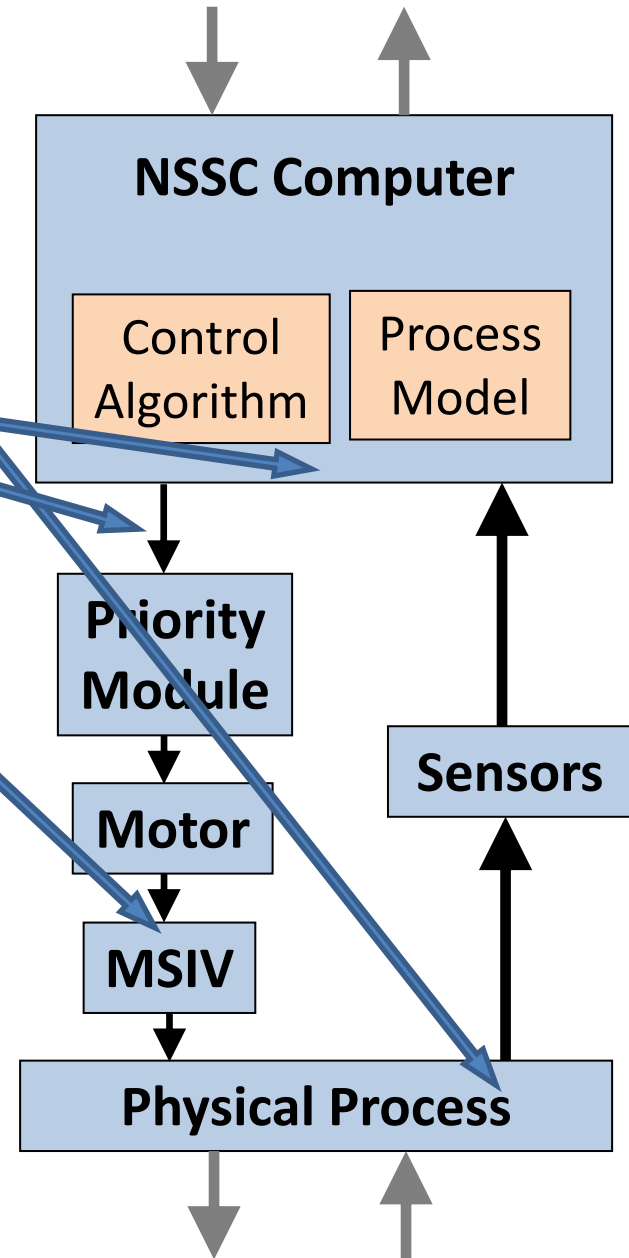 NSSC Computer
Control
Algorithm
Process
Model
Priority
Module
Sensors
Motor
MSIV
Physical Process